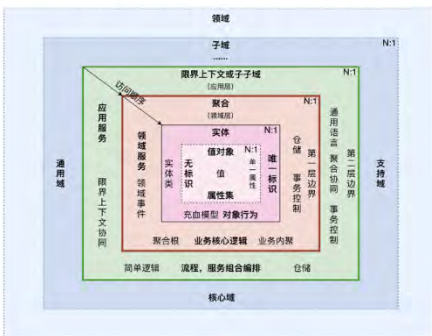 领域
子域
N:1
……
限界上下文或子子域
N:1
(应用层)
访问顺序
聚合
N:1
(领域层)
实体
N:1
值对象
无标识
值
单一属性
属性集
实体类
唯一标识
充血模型 对象行为
领域服务 领域事件
仓储 事务控制
第一层边界
聚合根 业务核心逻辑 业务内聚
应用服务
限界上下文协同
通用语言 聚合协同 事务控制
第二层边界
简单逻辑 流程，服务组合编排 仓储
通用域
支持域
核心域